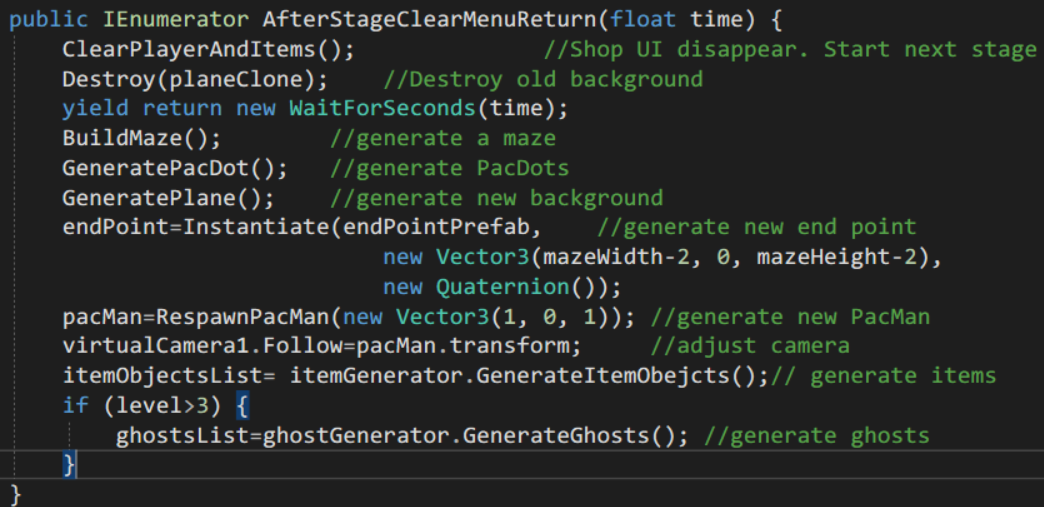 public IEnumerator AfterStageClearMenuReturn(float time) {
    ClearPlayerAndItems();              //Shop UI disappear. Start next stage
    Destroy(planeClone);    //Destroy old background
    yield return new WaitForSeconds(time);
    BuildMaze();        //generate a maze
    GeneratePacDot();   //generate PacDots
    GeneratePlane();    //generate new background
    endPoint=Instantiate(endPointPrefab,    //generate new end point
                            new Vector3(mazeWidth-2, 0, mazeHeight-2),
                            new Quaternion());
    pacMan=RespawnPacMan(new Vector3(1, 0, 1)); //generate new PacMan
    virtualCamera1.Follow=pacMan.transform;     //adjust camera
    itemObjectsList= itemGenerator.GenerateItemObejcts();// generate items
    if (level>3) {
        ghostsList=ghostGenerator.GenerateGhosts(); //generate ghosts
    }
}